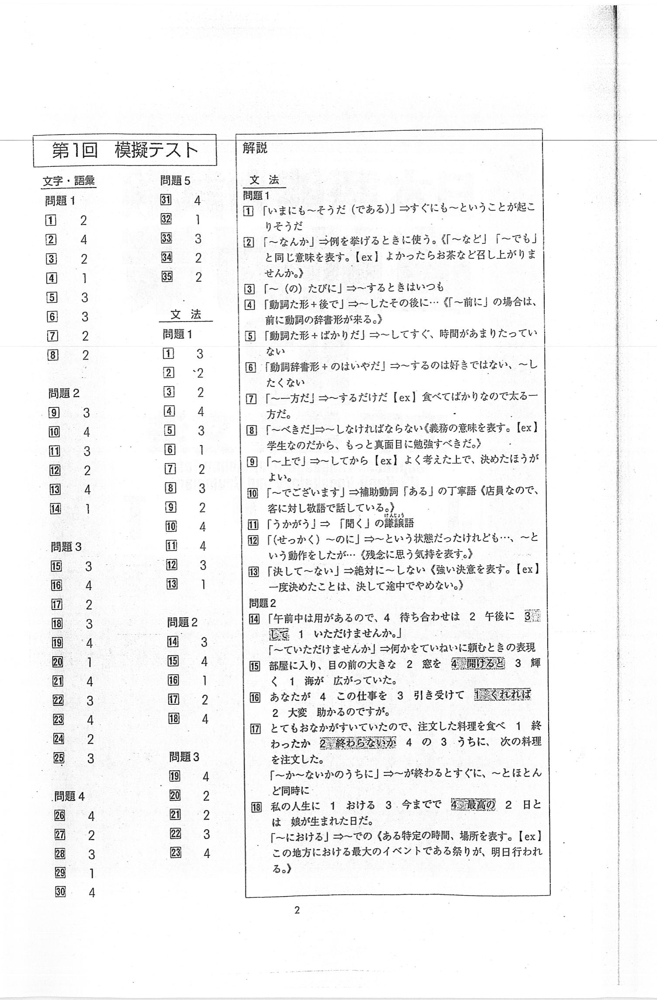 第1回　模擬テスト
文字・語彙
問題1
1　2
2　4
3　2
4　1
5　3
6　3
7　2
8　2
問題2
9　3
10　4
11　3
12　2
13　4
14　1
問題3
15　3
16　4
17　2
18　3
19　4
20　1
21　4
22　3
23　4
24　2
25　3
問題4
26　4
27　2
28　3
29　1
30　4
問題5
31　4
32　1
33　3
34　2
35　2
文　法
問題1
1　3
2　2
3　2
4　4
5　3
6　1
7　2
8　3
9　2
10　4
11　4
12　3
13　1
問題2
14　3
15　4
16　1
17　2
18　4
問題3
19　4
20　2
21　2
22　3
23　4
解説
文　法
問題1
1　「いまにも～そうだ（である）」⇒すぐにも～ということが起こ
りそうだ
2　「～なんか」⇒例を挙げるときに使う。《「～など」「～でも」
と同じ意味を表す。【ex】よかったらお茶など召し上がりま
せんか。》
3　「～（の）たびに」⇒～するときはいつも
4　「動詞た形＋後で」⇒～したその後に…《「～前に」の場合は、
前に動詞の辞書形が来る。》
5　「動詞た形＋ばかりだ」⇒～してすぐ、時間があまりたってい
ない
6　「動詞辞書形＋のはいやだ」⇒～するのは好きではない、～し
たくない
7　「～一方だ」⇒～するだけだ【ex】食べてばかりなので太る一
方だ。
8　「～べきだ」⇒～しなければならない《義務の意味を表す。【ex】
学生なのだから、もっと真面目に勉強すべきだ。》
9　「～上で」⇒～してから【ex】よく考えた上で、決めたほうが
よい。
10　「～でございます」⇒補助動詞「ある」の丁寧語《店員なので、
客に対し敬語で話している。》
けんじょう
11　「うかがう」⇒「聞く」の謙譲語
12　「（せっかく）～のに」⇒～という状態だったけれども…、～と
いう動作をしたが…《残念に思う気持を表す。》
13　「決して～ない」⇒絶対に～しない《強い決意を表す。【ex】
一度決めたことは、決して途中でやめない。》
問題2
14　「午前中は用があるので、4　待ち合わせは　2　午後に　3
して　1　いただけませんか。」
「～ていただけませんか」⇒何かをていねいに頼むときの表現
15　部屋に入り、目の前の大きな　2　窓を　4　開けると　3　輝
く　1　海が　広がっていた。
16　あなたが　4　この仕事を　3　引き受けて　1　くれれば
2　大変　助かるのですが。
17　とてもおなかがすいていたので、注文した料理を食べ　1　終
わったか　2　終わらないか　4　の　3　うちに、次の料理
を注文した。
「～か～ないかのうちに」⇒～が終わるとすぐに、～とほとん
ど同時に
18　私の人生に　1　おける　3　今までで　4　最高の　2　日と
は　娘が生まれた日だ。
「～における」⇒～での《ある特定の時間、場所を表す。【ex】
この地方における最大のイベントである祭りが、明日行われ
る。》
2